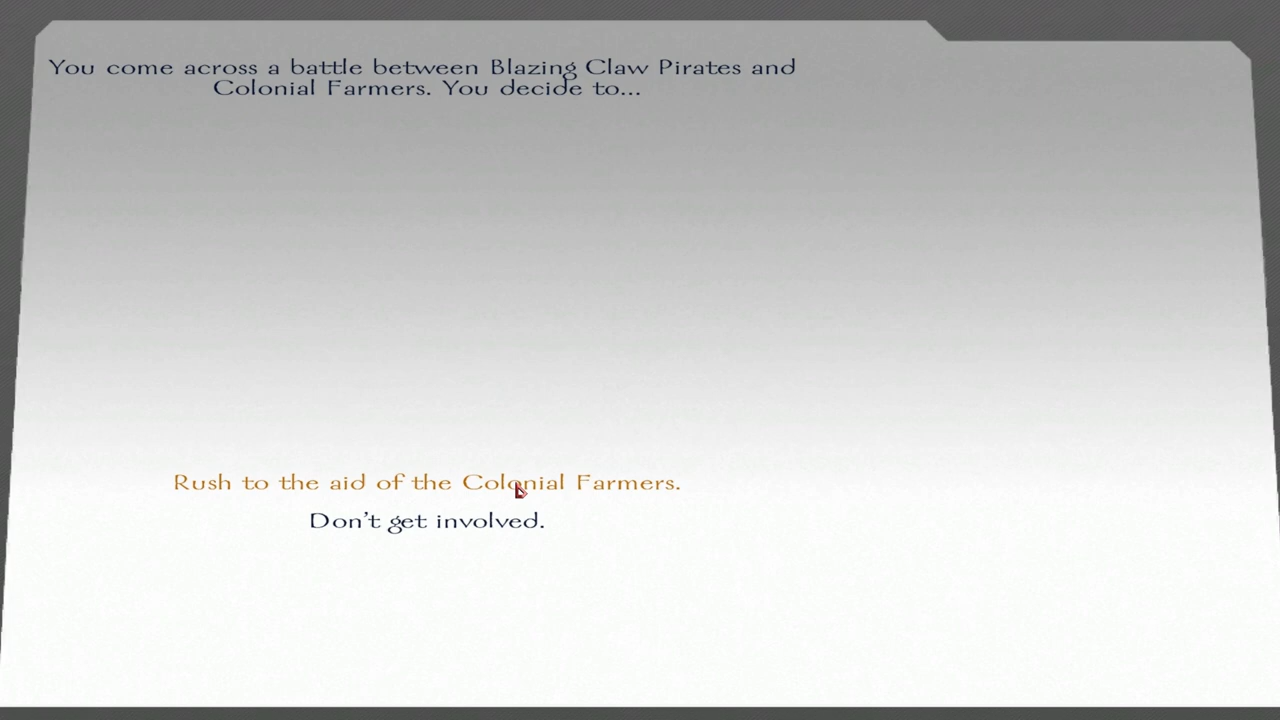 You come across a battle between Blazing Claw Pirates and
Colonial Farmers. You decide to...
Rush to the aid of the Colonial Farmers.
Don't get involved.